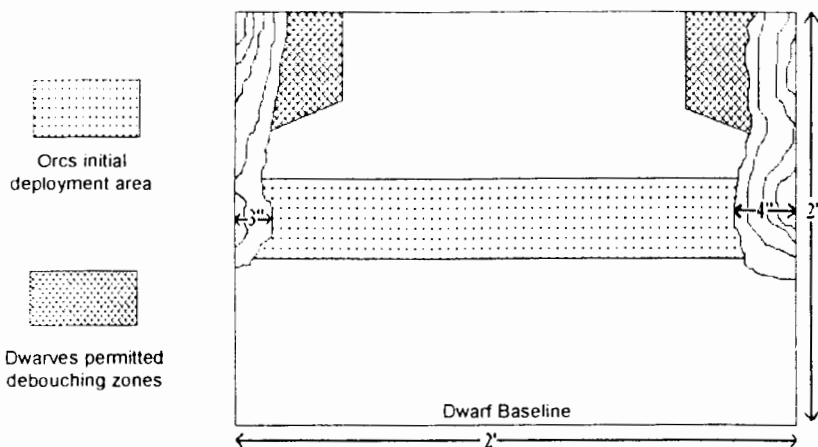 Orcs initial
deployment area
Dwarves permitted
debouching zones
3"
4"
2'
Dwarf Baseline
2'